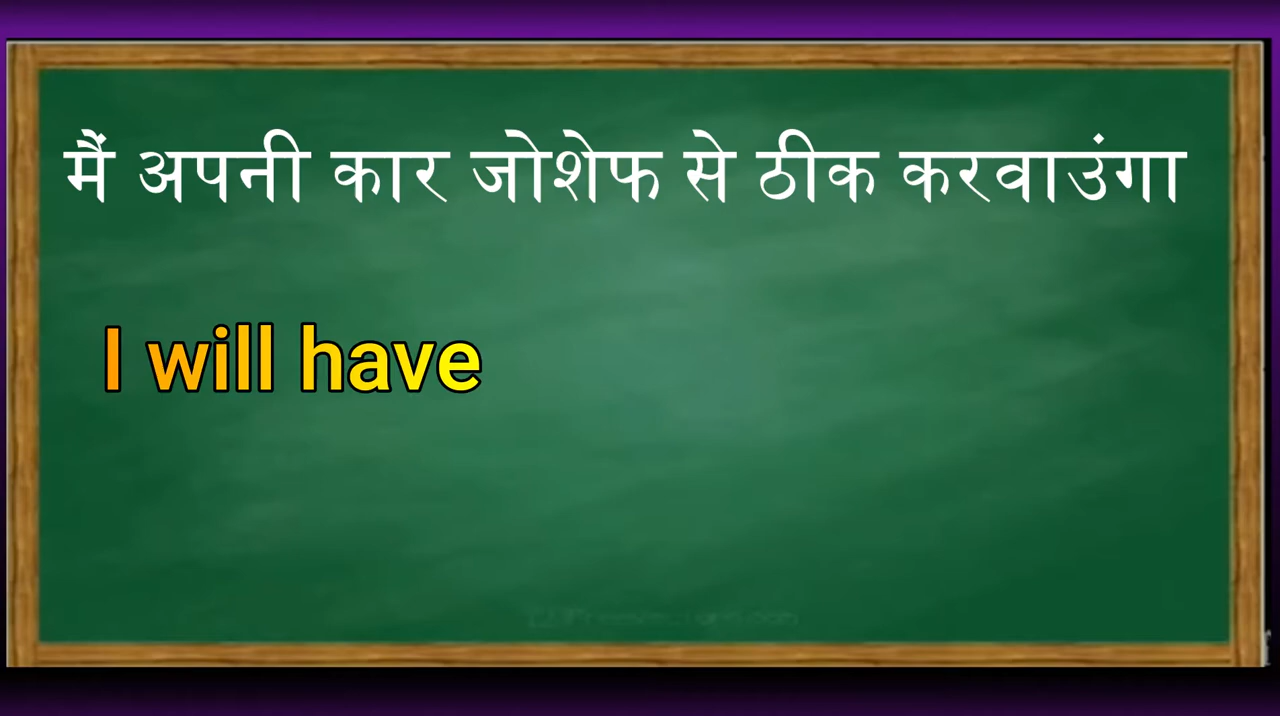 मैं अपनी कार जोशेफ से ठीक करवाउंगा
I will have